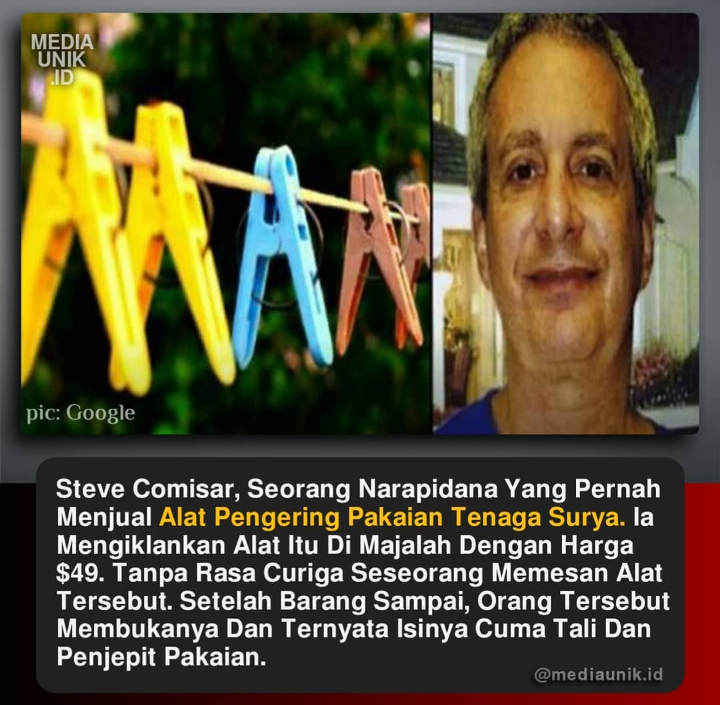 MEDIA
UNIK
.ID
pic: Google
Steve Comisar, Seorang Narapidana Yang Pernah
Menjual Alat Pengering Pakaian Tenaga Surya. Ia
Mengiklankan Alat Itu Di Majalah Dengan Harga
$49. Tanpa Rasa Curiga Seseorang Memesan Alat
Tersebut. Setelah Barang Sampai, Orang Tersebut
Membukanya Dan Ternyata Isinya Cuma Tali Dan
Penjepit Pakaian.
@mediaunik.id